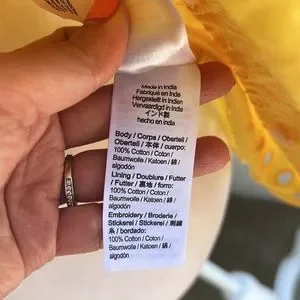 Made in India
Fabriqué en Inde
Hergestellt in Indien
Vervaardigd in India
インド製
hecho en India
Body / Corps / Oberteil /
Oberteil / 本体 / cuerpo:
100% Cotton / Coton /
Baumwolle / Katoen / 綿 /
algodón
Lining / Doublure / Futter
/ Futter / 裏地 / forro:
100% Cotton / Coton /
Baumwolle / Katoen / 綿 /
algodón
Embroidery / Broderie /
Stickerei / Stickerei / 刺繍
糸 / bordado:
100% Cotton / Coton /
Baumwolle / Katoen / 綿 /
algodón